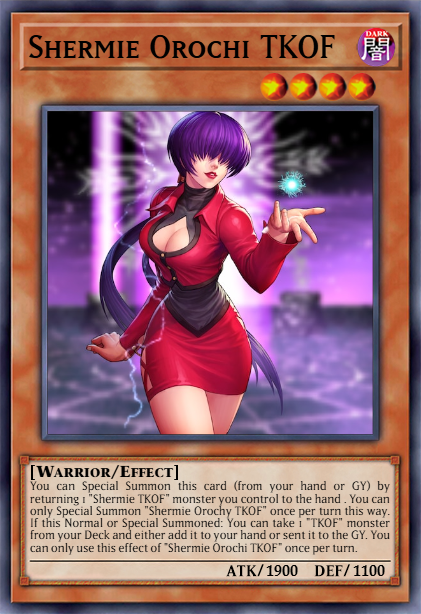 Shermie Orochi TKOF
DARK
闇
[Warrior/Effect]
You can Special Summon this card (from your hand or GY) by
returning 1 "Shermie TKOF" monster you control to the hand . You can
only Special Summon "Shermie Orochy TKOF" once per turn this way.
If this Normal or Special Summoned: You can take 1 "TKOF" monster
from your Deck and either add it to your hand or sent it to the GY. You
can only use this effect of "Shermie Orochi TKOF" once per turn.
ATK/1900 DEF/1100